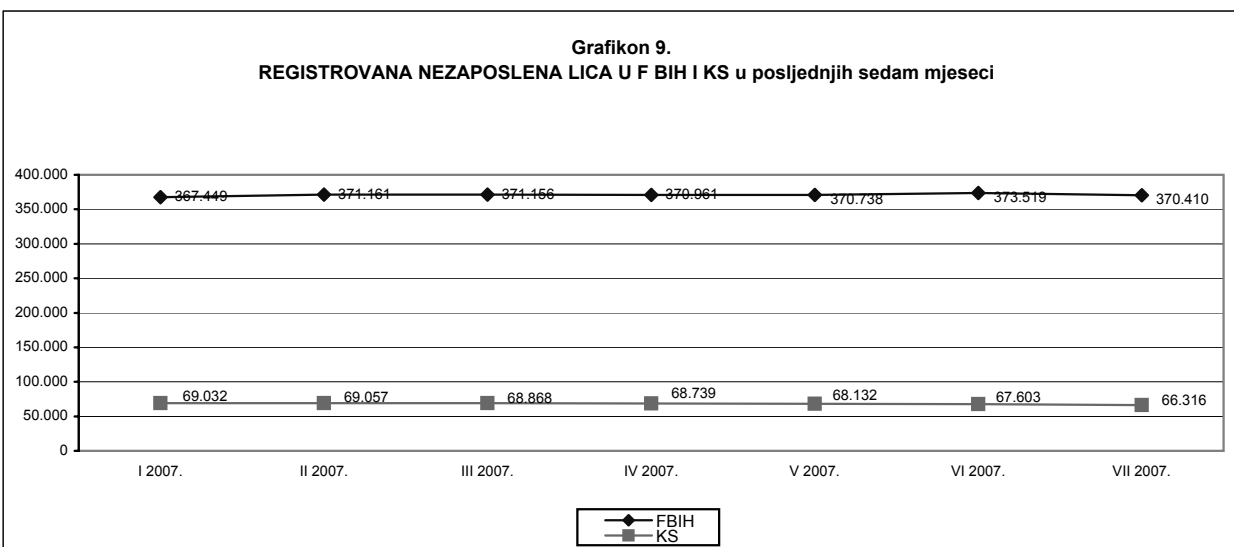 Grafikon 9.
REGISTROVANA NEZAPOSLENA LICA U F BIH I KS u posljednjih sedam mjeseci
400.000
367.449 371.161 371.156 370.961 370.738 373.519 370.410
350.000
300.000
250.000
200.000
150.000
100.000
69.032 69.057 68.868 68.739 68.132 67.603 66.316
50.000
0
I 2007. II 2007. III 2007. IV 2007. V 2007. VI 2007. VII 2007.
FBIH
KS